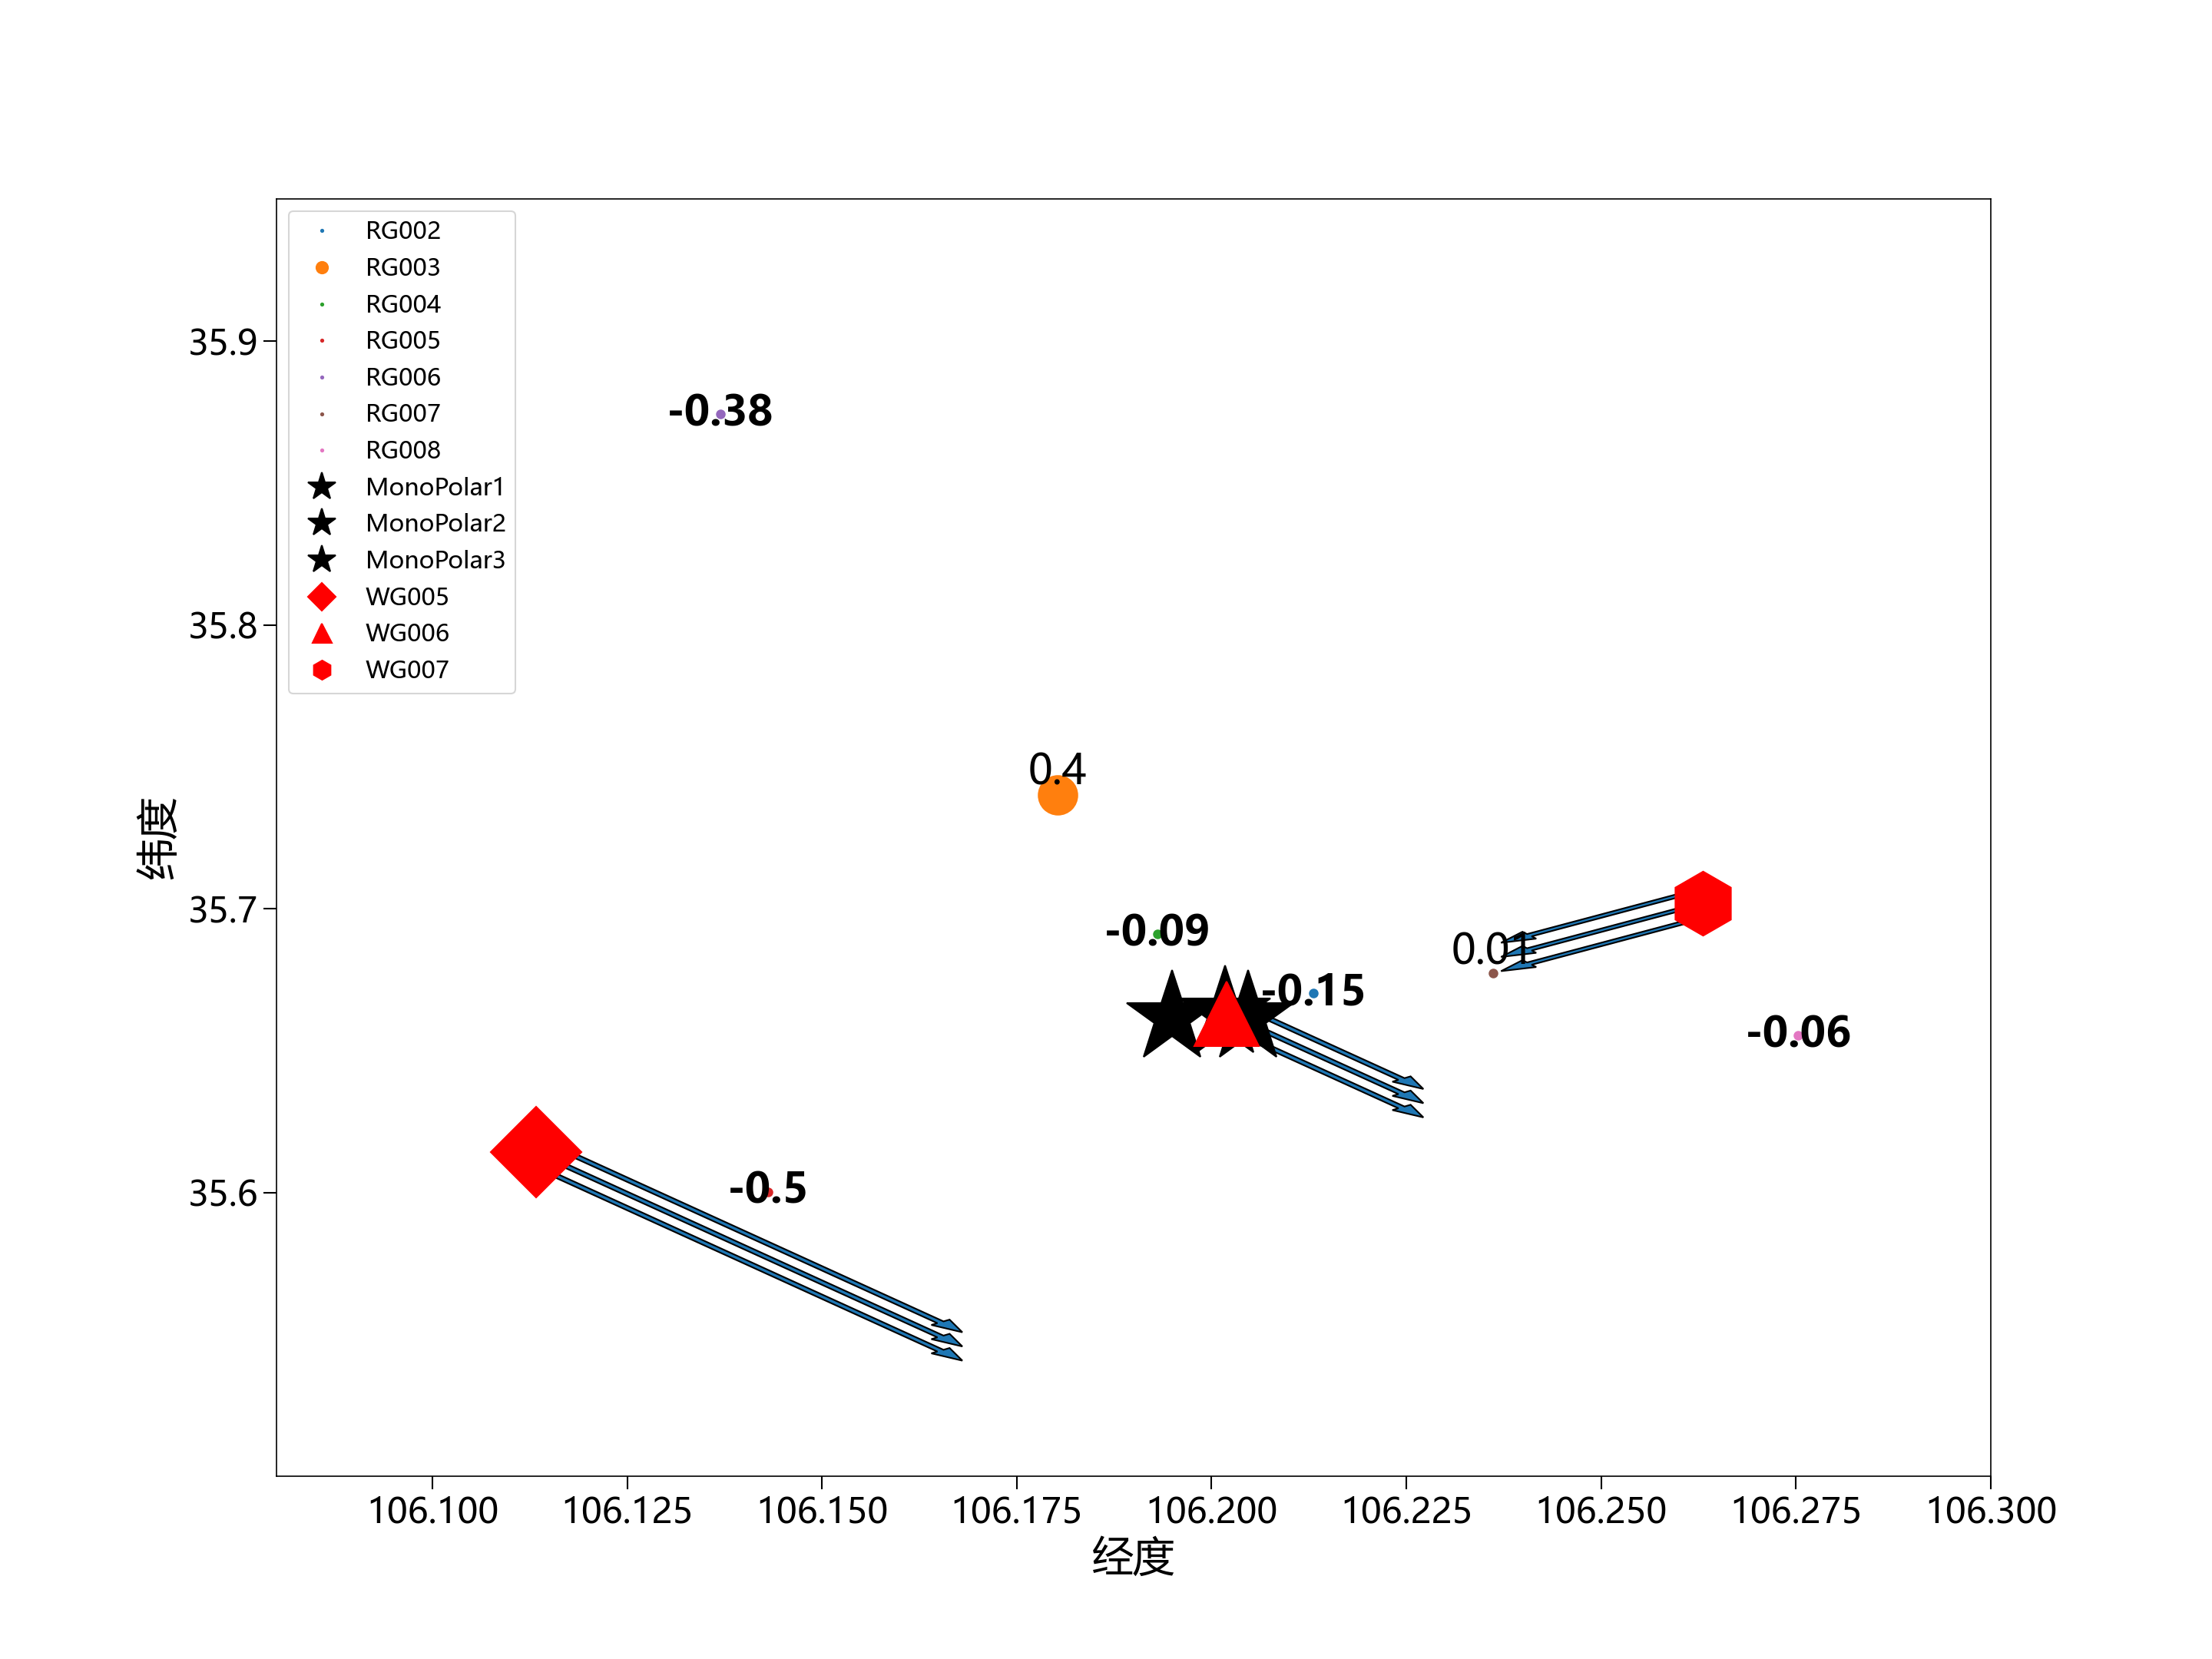 RG002
RG003
RG004
RG005
RG006
RG007
RG008
MonoPolar1
MonoPolar2
MonoPolar3
WG005
WG006
WG007
35.9
35.8
35.7
35.6
纬度
-0.38
0.4
-0.09
0.01
-0.15
-0.06
-0.5
106.100
106.125
106.150
106.175
106.200
106.225
106.250
106.275
106.300
经度